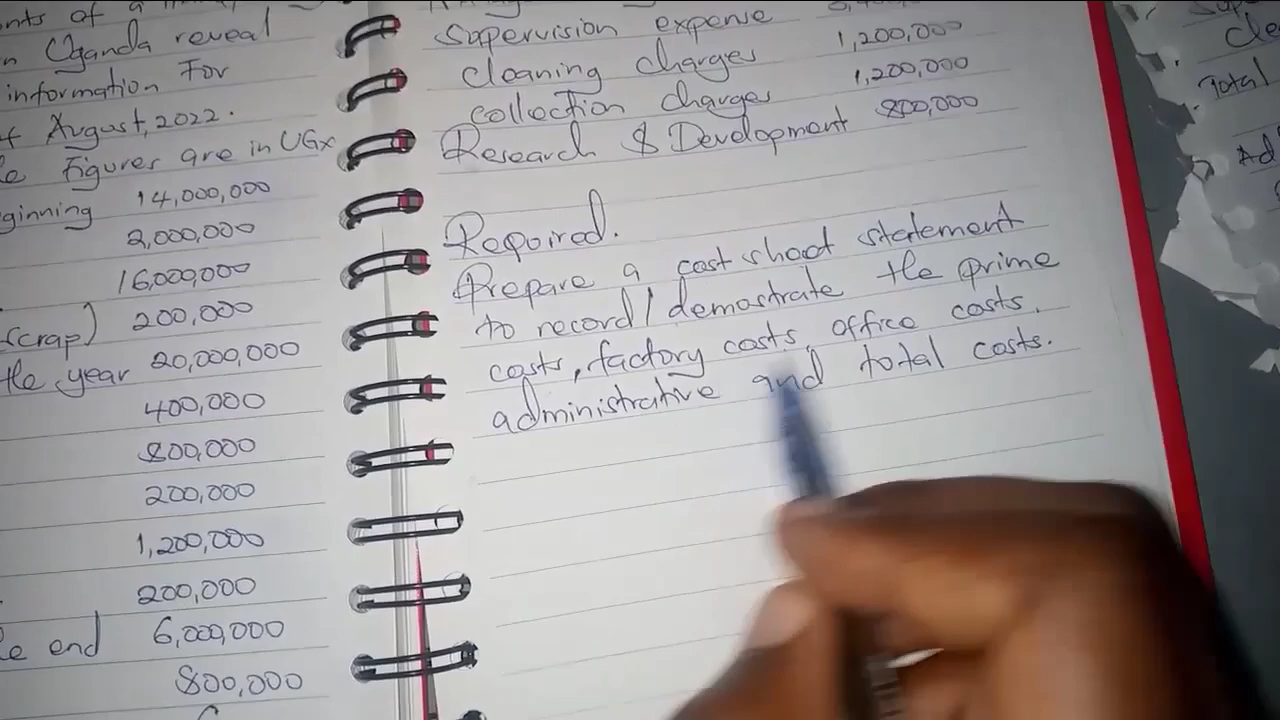 nts of a
n Uganda reveal
information For
of August, 2022.
Figures are in UGx
ginning 14,000,000
2,000,000
16,000,000
(scrap) 200,000
the year 20,000,000
400,000
800,000
200,000
1,200,000
200,000
end 6,000,000
800,000
Supervision expense
cleaning charges 1,200,000
collection charges 1,200,000
Research & Development 800,000
Required.
Prepare a cost sheet statement
to record/demostrate the prime
costs, factory costs, office costs,
administrative and total costs.
Total
Ad